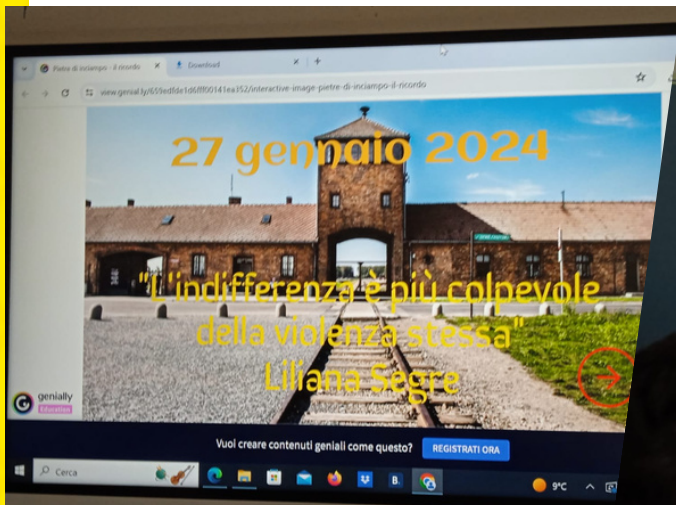 Pietre di inciampo - il ricordo
Download
view.genial.ly/659edfde1d6fff00141ea352/interactive-image-pietre-di-inciampo-il-ricordo
27 gennaio 2024
"L'indifferenza è più colpevole
della violenza stessa"
Liliana Segre
genially
Educativo
Vuoi creare contenuti geniali come questo?
REGISTRATI ORA
Cerca
B.
9°C